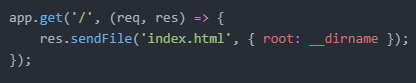 app.get('/', (req, res) => {
    res.sendFile('index.html', { root: __dirname });
});